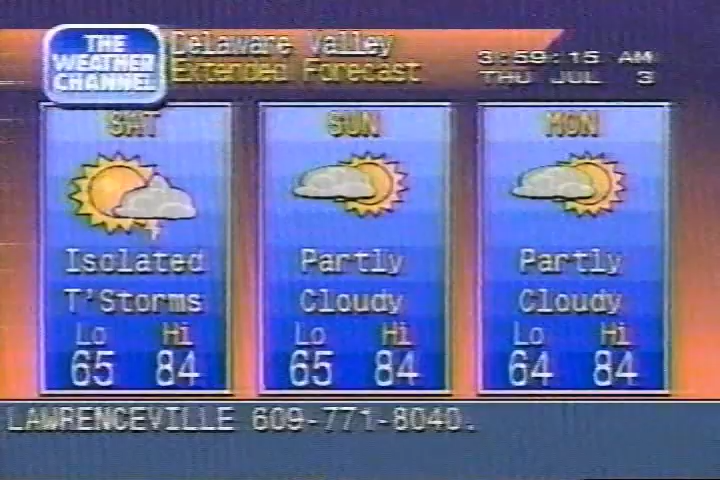 THE
WEATHER
CHANNEL
Delaware Valley
Extended Forecast
3:59:15 AM
THU JUL 3
SAT
Isolated
T'Storms
Lo Hi
65 84
SUN
Partly
Cloudy
Lo Hi
65 84
MON
Partly
Cloudy
Lo Hi
64 84
LAWRENCEVILLE 609-771-8040.